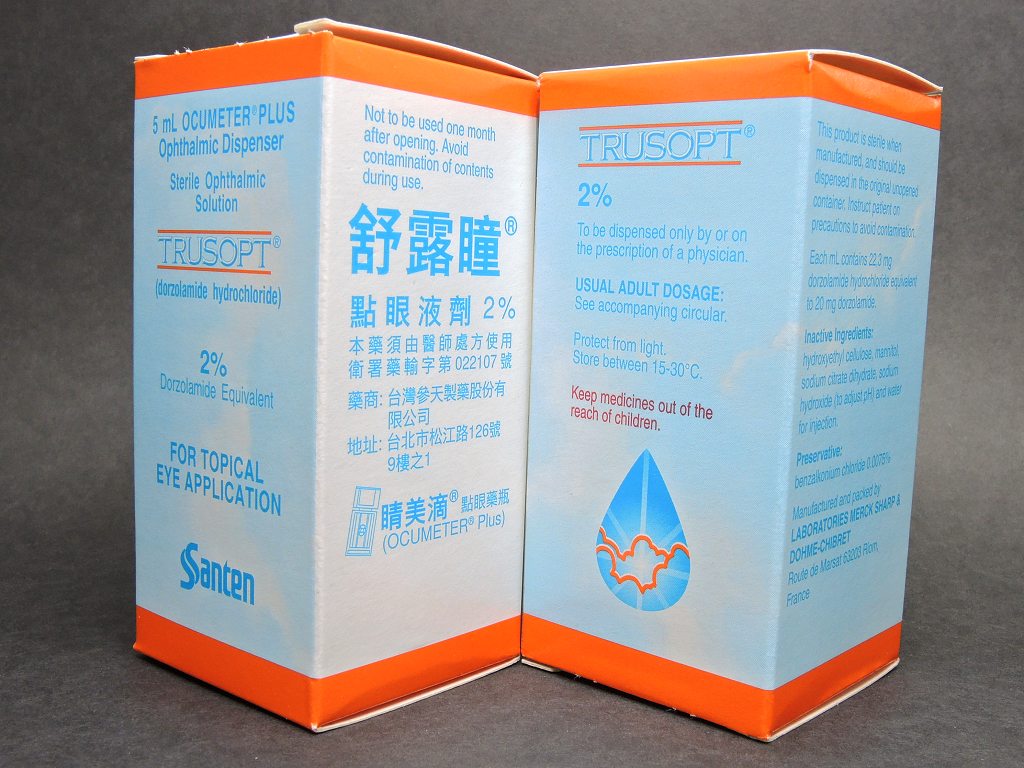 5 mL OCUMETER® PLUS
Ophthalmic Dispenser
Sterile Ophthalmic
Solution
TRUSOPT®
(dorzolamide hydrochloride)
2%
Dorzolamide Equivalent
FOR TOPICAL
EYE APPLICATION
Santen
Not to be used one month
after opening. Avoid
contamination of contents
during use.
舒露瞳®
點眼液劑 2%
本藥須由醫師處方使用
衛署藥輸字第 022107 號
藥商: 台灣參天製藥股份有
限公司
地址: 台北市松江路126號
9樓之1
睛美滴® 點眼藥瓶
(OCUMETER® Plus)
TRUSOPT®
2%
To be dispensed only by or on
the prescription of a physician.
USUAL ADULT DOSAGE:
See accompanying circular.
Protect from light.
Store between 15-30°C.
Keep medicines out of the
reach of children.
This product is sterile when
manufactured, and should be
dispensed in the original unopened
container. Instruct patient on
precautions to avoid contamination.
Each mL contains 22.3 mg
dorzolamide hydrochloride equivalent
to 20 mg dorzolamide.
Inactive Ingredients:
hydroxyethyl cellulose, mannitol,
sodium citrate dihydrate, sodium
hydroxide (to adjust pH) and water
for injection.
Preservative:
benzalkonium chloride 0.0075%
Manufactured and packed by
LABORATORIES MERCK SHARP &
DOHME-CHIBRET
Route de Marsat 63203 Riom,
France